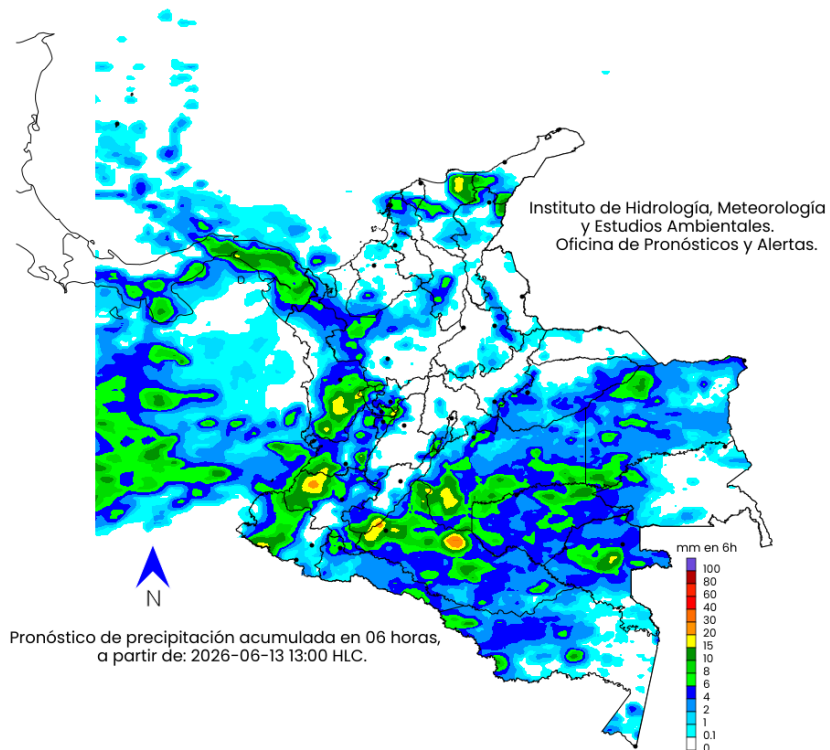 Instituto de Hidrología, Meteorología
y Estudios Ambientales.
Oficina de Pronósticos y Alertas.
mm en 6h
100
80
60
40
30
20
15
10
8
6
4
2
1
0.1
0
N
Pronóstico de precipitación acumulada en 06 horas,
a partir de: 2026-06-13 13:00 HLC.